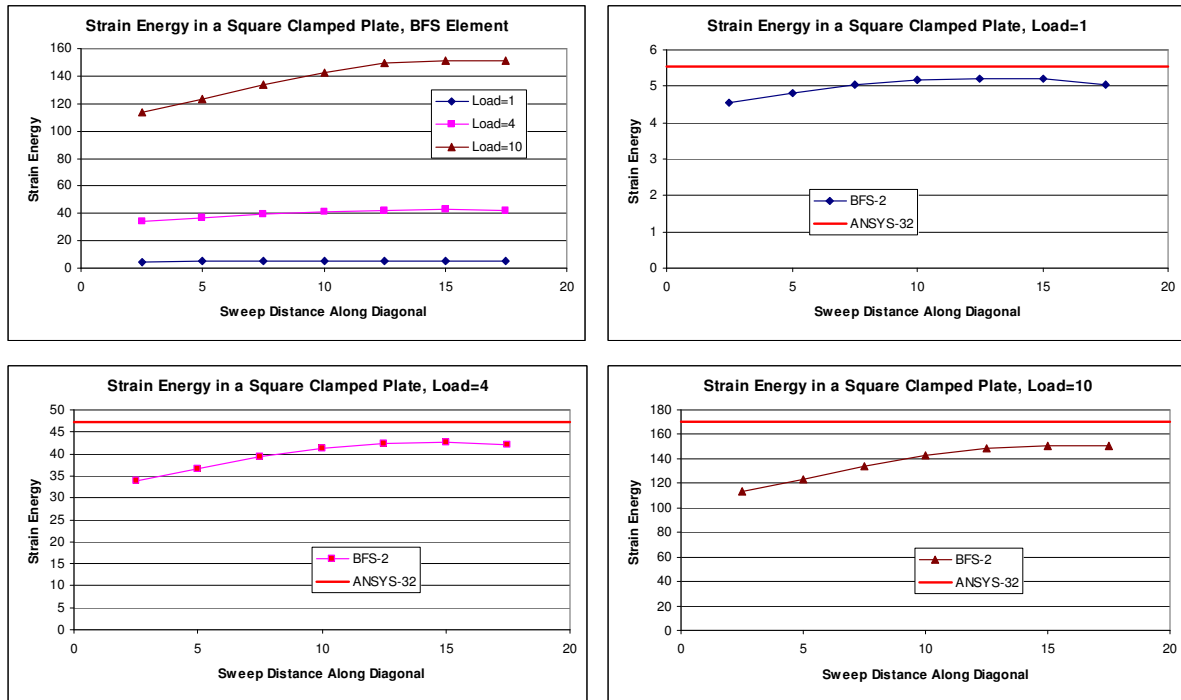 Strain Energy in a Square Clamped Plate, BFS Element
160
140
120
100
80
60
40
20
0
Strain Energy
Load=1
Load=4
Load=10
0 5 10 15 20
Sweep Distance Along Diagonal
Strain Energy in a Square Clamped Plate, Load=1
6
5
4
3
2
1
0
Strain Energy
BFS-2
ANSYS-32
0 5 10 15 20
Sweep Distance Along Diagonal
Strain Energy in a Square Clamped Plate, Load=4
50
45
40
35
30
25
20
15
10
5
0
Strain Energy
BFS-2
ANSYS-32
0 5 10 15 20
Sweep Distance Along Diagonal
Strain Energy in a Square Clamped Plate, Load=10
180
160
140
120
100
80
60
40
20
0
Strain Energy
BFS-2
ANSYS-32
0 5 10 15 20
Sweep Distance Along Diagonal